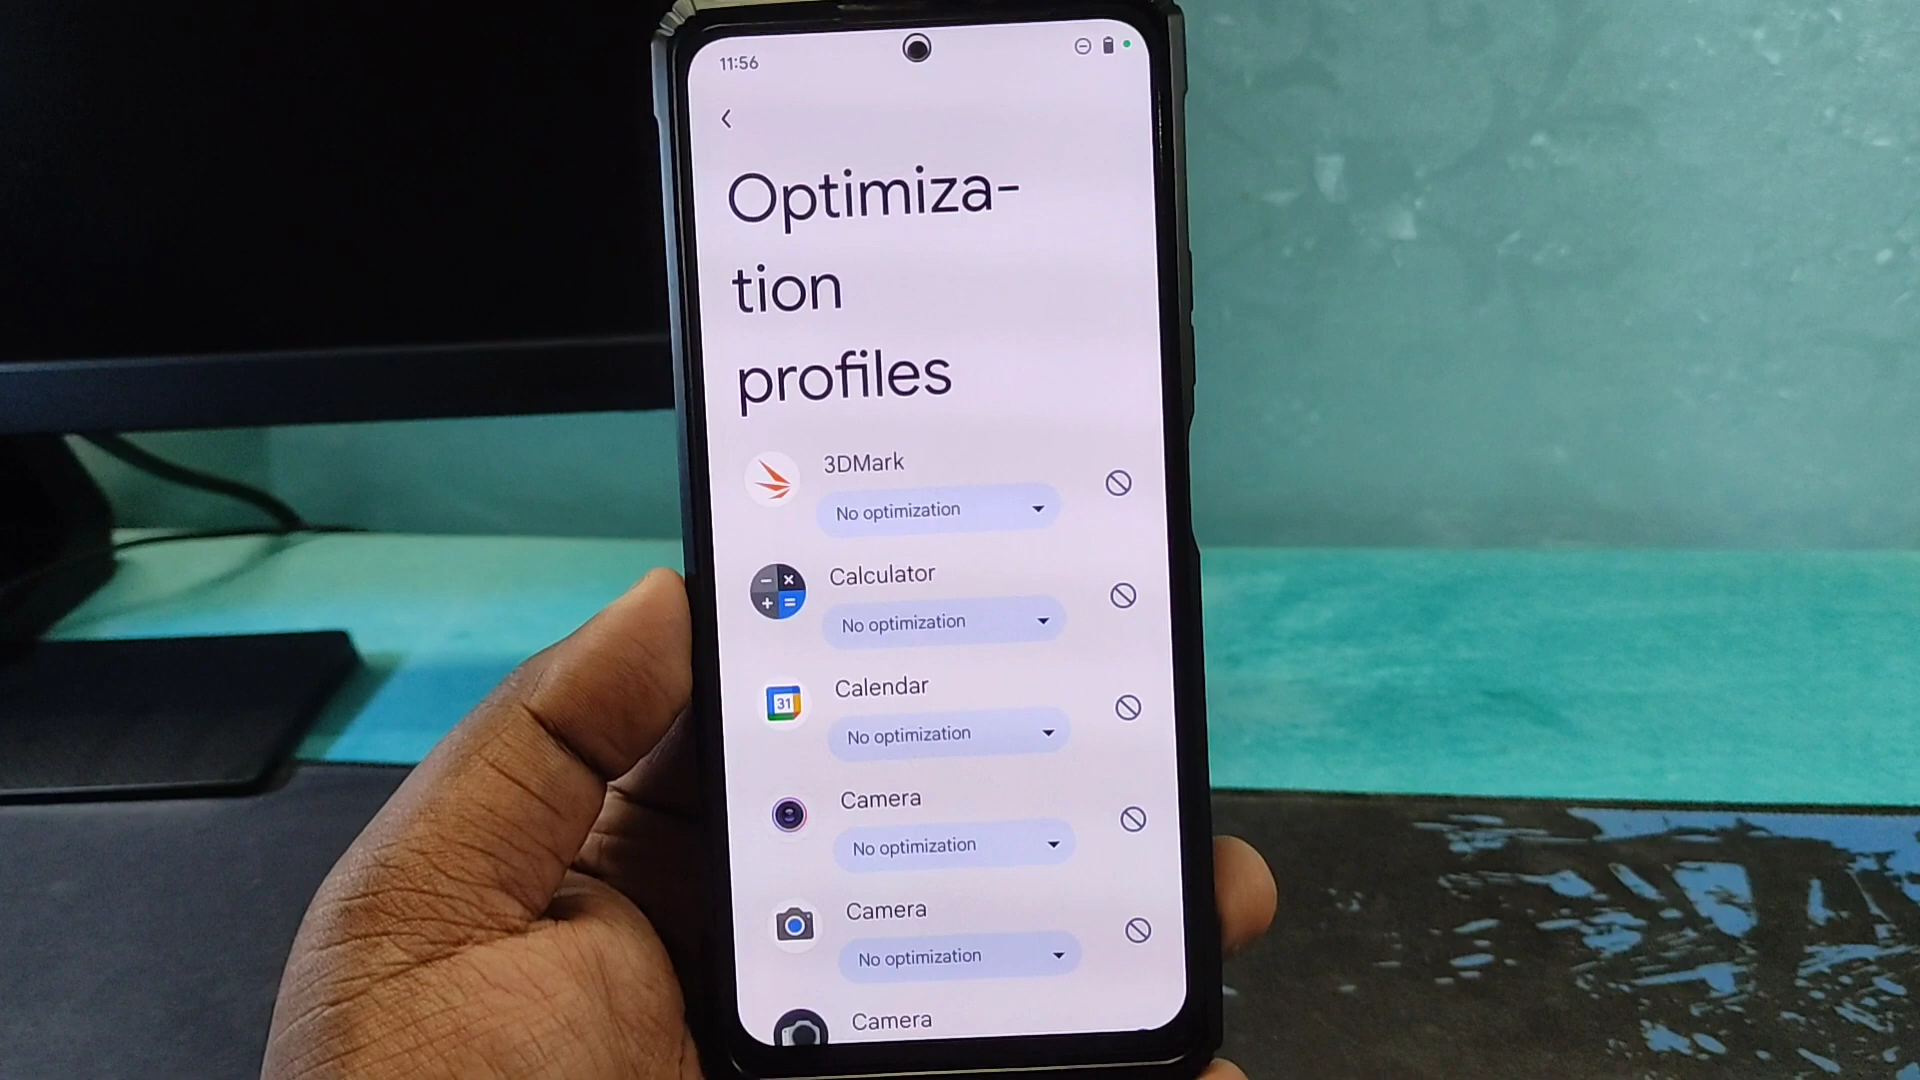 11:56
Optimiza-
tion
profiles
3DMark
No optimization
Calculator
No optimization
31
Calendar
No optimization
Camera
No optimization
Camera
No optimization
Camera